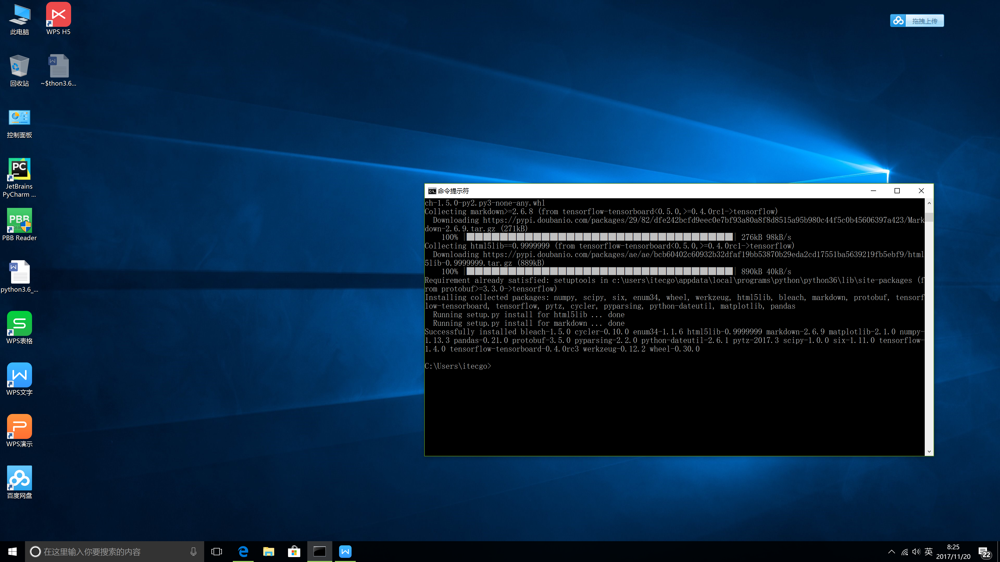 此电脑
WPS H5
拖拽上传
回收站
~$thon3.6...
控制面板
PC
JetBrains
PyCharm ...
PBB
PBB Reader
python3.6_...
WPS表格
WPS文字
WPS演示
百度网盘
命令提示符
ch-1.5.0-py2.py3-none-any.whl
Collecting markdown>=2.6.8 (from tensorflow-tensorboard<0.5.0,>=0.4.0rc1->tensorflow)
  Downloading https://pypi.doubanio.com/packages/29/82/dfe242bcfd9eec0e7bf93a80a8f8d8515a95b980c44f5c0b45606397a423/Mark
down-2.6.9.tar.gz (271kB)
    100% |████████████████████████████████| 276kB 98kB/s
Collecting html5lib==0.9999999 (from tensorflow-tensorboard<0.5.0,>=0.4.0rc1->tensorflow)
  Downloading https://pypi.doubanio.com/packages/ae/ae/bcb60402c60932b32dfaf19bb53870b29eda2cd17551ba5639219fb5ebf9/html
5lib-0.9999999.tar.gz (889kB)
    100% |████████████████████████████████| 890kB 40kB/s
Requirement already satisfied: setuptools in c:\users\itecgo\appdata\local\programs\python\python36\lib\site-packages (f
rom protobuf>=3.3.0->tensorflow)
Installing collected packages: numpy, scipy, six, enum34, wheel, werkzeug, html5lib, bleach, markdown, protobuf, tensorf
low-tensorboard, tensorflow, pytz, cycler, pyparsing, python-dateutil, matplotlib, pandas
  Running setup.py install for html5lib ... done
  Running setup.py install for markdown ... done
Successfully installed bleach-1.5.0 cycler-0.10.0 enum34-1.1.6 html5lib-0.9999999 markdown-2.6.9 matplotlib-2.1.0 numpy-
1.13.3 pandas-0.21.0 protobuf-3.5.0 pyparsing-2.2.0 python-dateutil-2.6.1 pytz-2017.3 scipy-1.0.0 six-1.11.0 tensorflow-
1.4.0 tensorflow-tensorboard-0.4.0rc3 werkzeug-0.12.2 wheel-0.30.0
C:\Users\itecgo>
在这里输入你要搜索的内容
英
8:25
2017/11/20
22